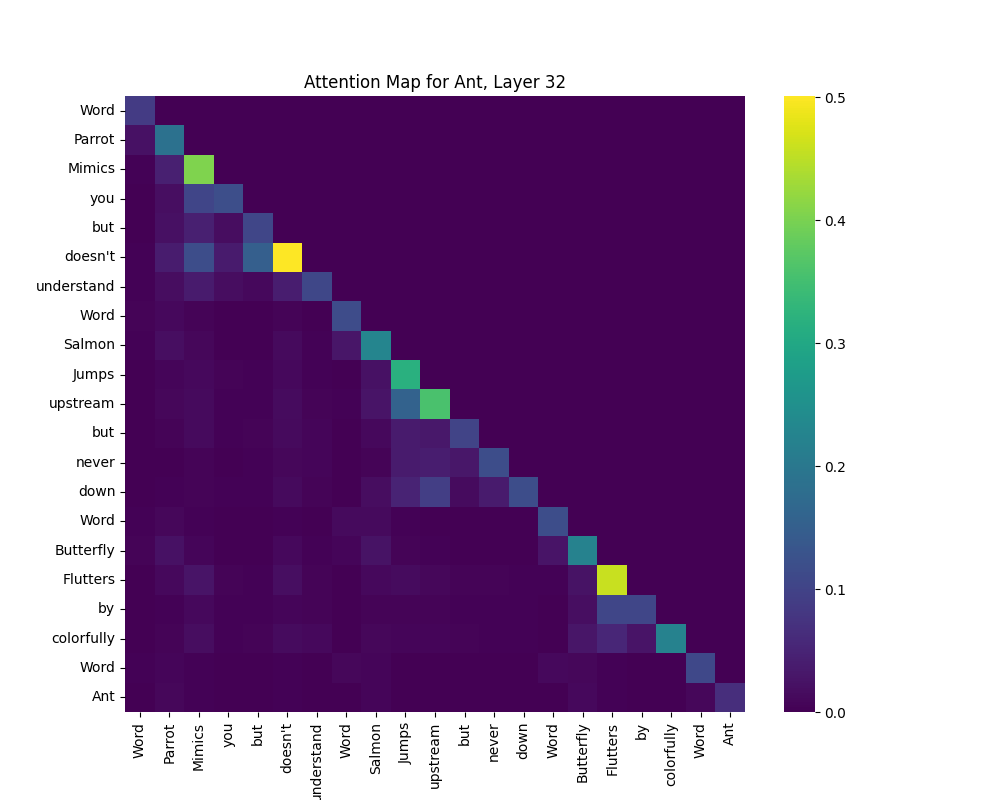 Attention Map for Ant, Layer 32
Word
Parrot
Mimics
you
but
doesn't
understand
Word
Salmon
Jumps
upstream
but
never
down
Word
Butterfly
Flutters
by
colorfully
Word
Ant
0.5
0.4
0.3
0.2
0.1
0.0
Word
Parrot
Mimics
you
but
doesn't
understand
Word
Salmon
Jumps
upstream
but
never
down
Word
Butterfly
Flutters
by
colorfully
Word
Ant